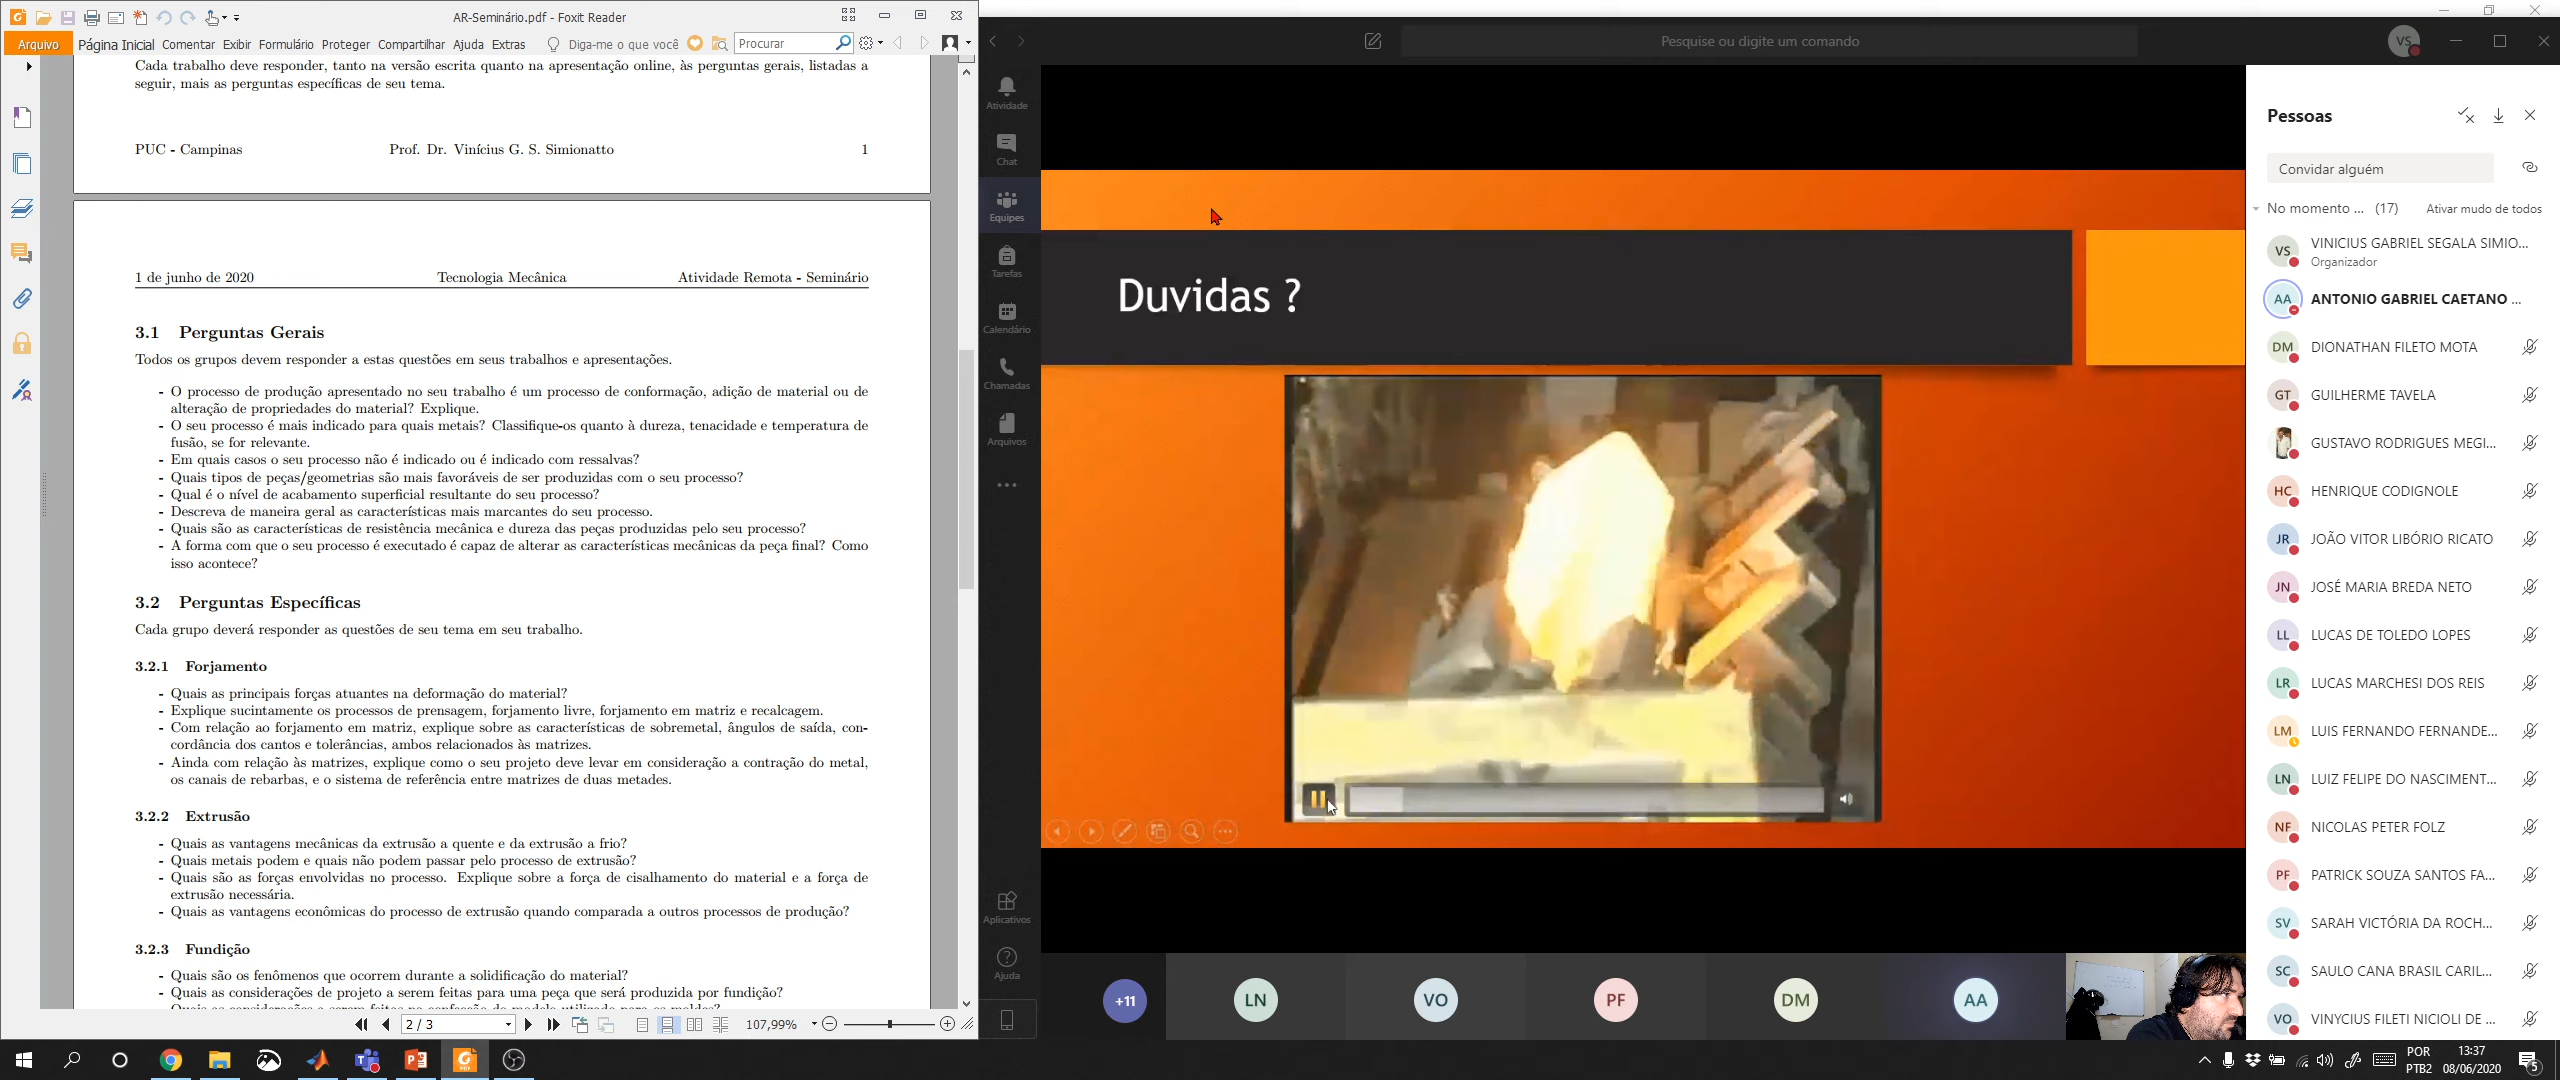 AR-Seminário.pdf - Foxit Reader
Arquivo
Página Inicial
Comentar
Exibir
Formulário
Proteger
Compartilhar
Ajuda
Extras
Diga-me o que você
Procurar
Cada trabalho deve responder, tanto na versão escrita quanto na apresentação online, às perguntas gerais, listadas a
seguir, mais as perguntas específicas de seu tema.
PUC - Campinas
Prof. Dr. Vinícius G. S. Simionatto
1
1 de junho de 2020
Tecnologia Mecânica
Atividade Remota - Seminário
3.1 Perguntas Gerais
Todos os grupos devem responder a estas questões em seus trabalhos e apresentações.
- O processo de produção apresentado no seu trabalho é um processo de conformação, adição de material ou de
alteração de propriedades do material? Explique.
- O seu processo é mais indicado para quais metais? Classifique-os quanto à dureza, tenacidade e temperatura de
fusão, se for relevante.
- Em quais casos o seu processo não é indicado ou é indicado com ressalvas?
- Quais tipos de peças/geometrias são mais favoráveis de ser produzidas com o seu processo?
- Qual é o nível de acabamento superficial resultante do seu processo?
- Descreva de maneira geral as características mais marcantes do seu processo.
- Quais são as características de resistência mecânica e dureza das peças produzidas pelo seu processo?
- A forma com que o seu processo é executado é capaz de alterar as características mecânicas da peça final? Como
isso acontece?
3.2 Perguntas Específicas
Cada grupo deverá responder as questões de seu tema em seu trabalho.
3.2.1 Forjamento
- Quais as principais forças atuantes na deformação do material?
- Explique sucintamente os processos de prensagem, forjamento livre, forjamento em matriz e recalcagem.
- Com relação ao forjamento em matriz, explique sobre as características de sobremetal, ângulos de saída, con-
cordância dos cantos e tolerâncias, ambos relacionados às matrizes.
- Ainda com relação às matrizes, explique como o seu projeto deve levar em consideração a contração do metal,
os canais de rebarbas, e o sistema de referência entre matrizes de duas metades.
3.2.2 Extrusão
- Quais as vantagens mecânicas da extrusão a quente e da extrusão a frio?
- Quais metais podem e quais não podem passar pelo processo de extrusão?
- Quais são as forças envolvidas no processo. Explique sobre a força de cisalhamento do material e a força de
extrusão necessária.
- Quais as vantagens econômicas do processo de extrusão quando comparada a outros processos de produção?
3.2.3 Fundição
- Quais são os fenômenos que ocorrem durante a solidificação do material?
- Quais as considerações de projeto a serem feitas para uma peça que será produzida por fundição?
2 / 3
107,99%
Pesquise ou digite um comando
VS
Atividade
Chat
Equipes
Tarefas
Calendário
Chamadas
Arquivos
Aplicativos
Ajuda
Duvidas ?
+11
LN
VO
PF
DM
AA
Pessoas
Convidar alguém
No momento ... (17)
Ativar mudo de todos
VS VINICIUS GABRIEL SEGALA SIMIO...
Organizador
AA ANTONIO GABRIEL CAETANO ...
DM DIONATHAN FILETO MOTA
GT GUILHERME TAVELA
GUSTAVO RODRIGUES MEGI...
HC HENRIQUE CODIGNOLE
JR JOÃO VITOR LIBÓRIO RICATO
JN JOSÉ MARIA BREDA NETO
LL LUCAS DE TOLEDO LOPES
LR LUCAS MARCHESI DOS REIS
LM LUIS FERNANDO FERNANDE...
LN LUIZ FELIPE DO NASCIMENT...
NF NICOLAS PETER FOLZ
PF PATRICK SOUZA SANTOS FA...
SV SARAH VICTÓRIA DA ROCH...
SC SAULO CANA BRASIL CARIL...
VO VINYCIUS FILETI NICIOLI DE ...
POR
PTB2
13:37
08/06/2020
5